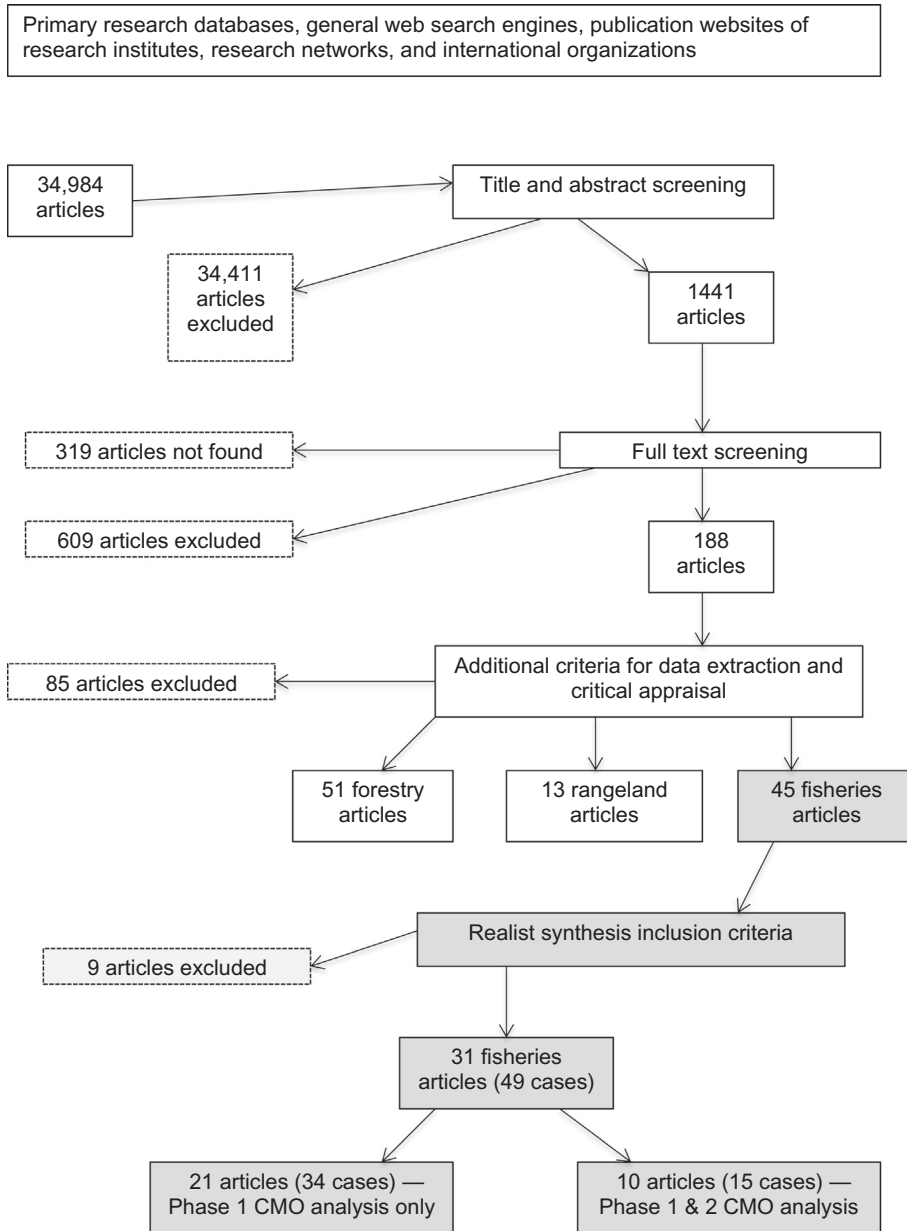 Primary research databases, general web search engines, publication websites of
research institutes, research networks, and international organizations
34,984
articles
Title and abstract screening
34,411
articles
excluded
1441
articles
319 articles not found
Full text screening
609 articles excluded
188
articles
Additional criteria for data extraction and
critical appraisal
85 articles excluded
51 forestry
articles
13 rangeland
articles
45 fisheries
articles
Realist synthesis inclusion criteria
9 articles excluded
31 fisheries
articles (49 cases)
21 articles (34 cases) —
Phase 1 CMO analysis only
10 articles (15 cases) —
Phase 1 & 2 CMO analysis